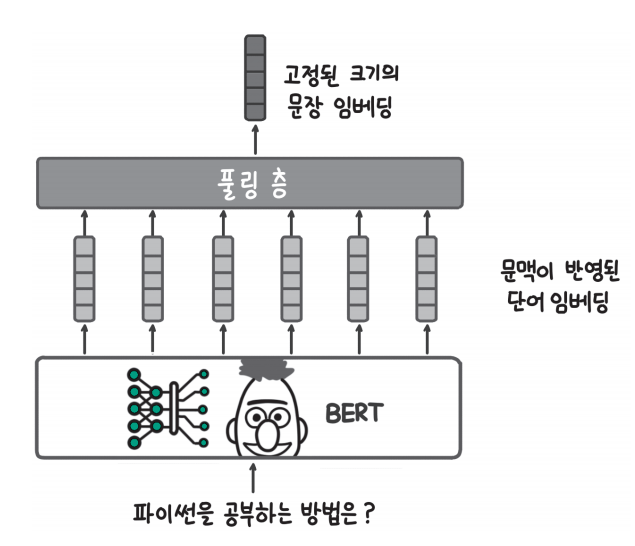 고정된 크기의
문장 임베딩
풀링 층
문맥이 반영된
단어 임베딩
BERT
파이썬을 공부하는 방법은?